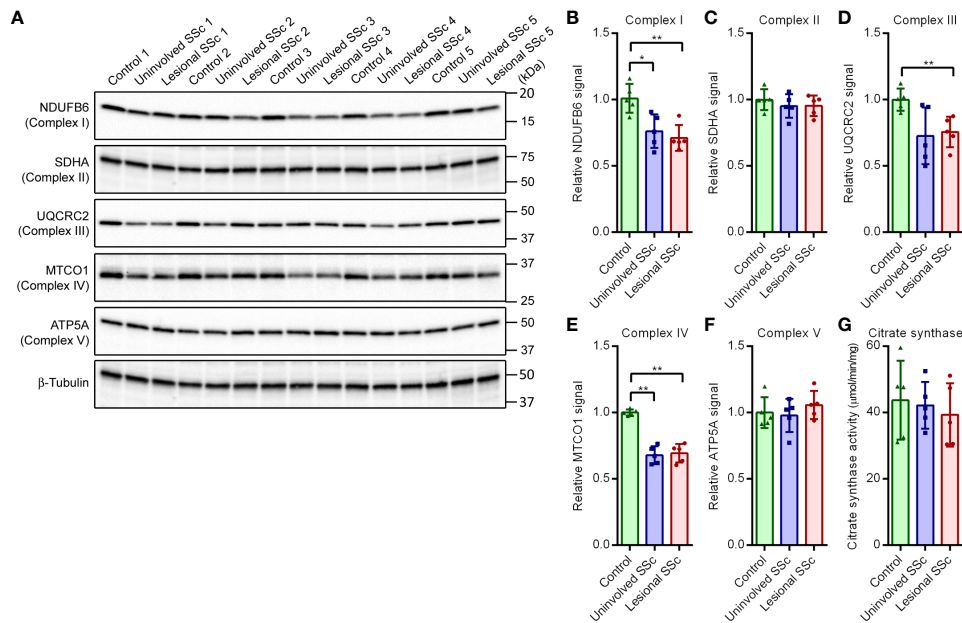 A
Control 1
Uninvolved SSc 1
Lesional SSc 1
Control 2
Uninvolved SSc 2
Lesional SSc 2
Control 3
Uninvolved SSc 3
Lesional SSc 3
Control 4
Uninvolved SSc 4
Lesional SSc 4
Control 5
Uninvolved SSc 5
Lesional SSc 5
(kDa)
NDUFB6
(Complex I)
20
15
SDHA
(Complex II)
75
50
UQCRC2
(Complex III)
50
37
MTCO1
(Complex IV)
37
25
ATP5A
(Complex V)
50
37
β-Tubulin
50
37
B
Complex I
Relative NDUFB6 signal
1.5
1.0
0.5
0.0
**
*
Control
Uninvolved SSc
Lesional SSc
C
Complex II
Relative SDHA signal
1.5
1.0
0.5
0.0
Control
Uninvolved SSc
Lesional SSc
D
Complex III
Relative UQCRC2 signal
1.5
1.0
0.5
0.0
**
Control
Uninvolved SSc
Lesional SSc
E
Complex IV
Relative MTCO1 signal
1.5
1.0
0.5
0.0
**
**
Control
Uninvolved SSc
Lesional SSc
F
Complex V
Relative ATP5A signal
1.5
1.0
0.5
0.0
Control
Uninvolved SSc
Lesional SSc
G
Citrate synthase
Citrate synthase activity (μmol/min/mg)
60
40
20
0
Control
Uninvolved SSc
Lesional SSc